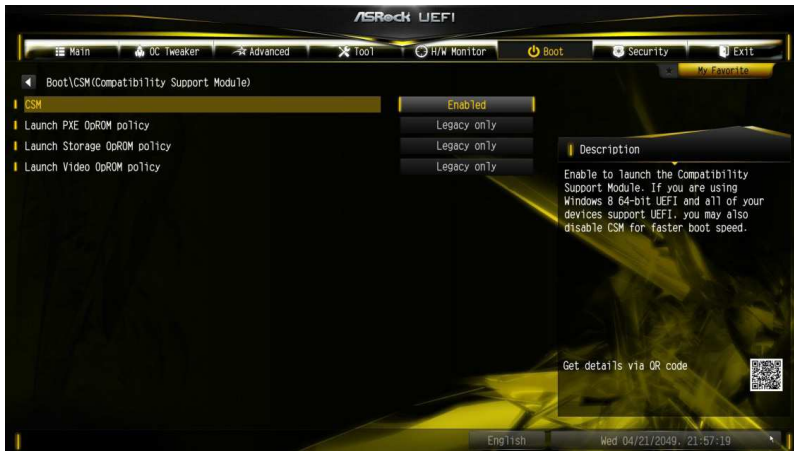 ASRock UEFI
Main OC Tweaker Advanced Tool H/W Monitor Boot Security Exit
My Favorite
Boot\CSM(Compatibility Support Module)
CSM Enabled
Launch PXE OpROM policy Legacy only
Launch Storage OpROM policy Legacy only
Launch Video OpROM policy Legacy only
Description
Enable to launch the Compatibility
Support Module. If you are using
Windows 8 64-bit UEFI and all of your
devices support UEFI, you may also
disable CSM for faster boot speed.
Get details via QR code
English Wed 04/21/2049, 21:57:19